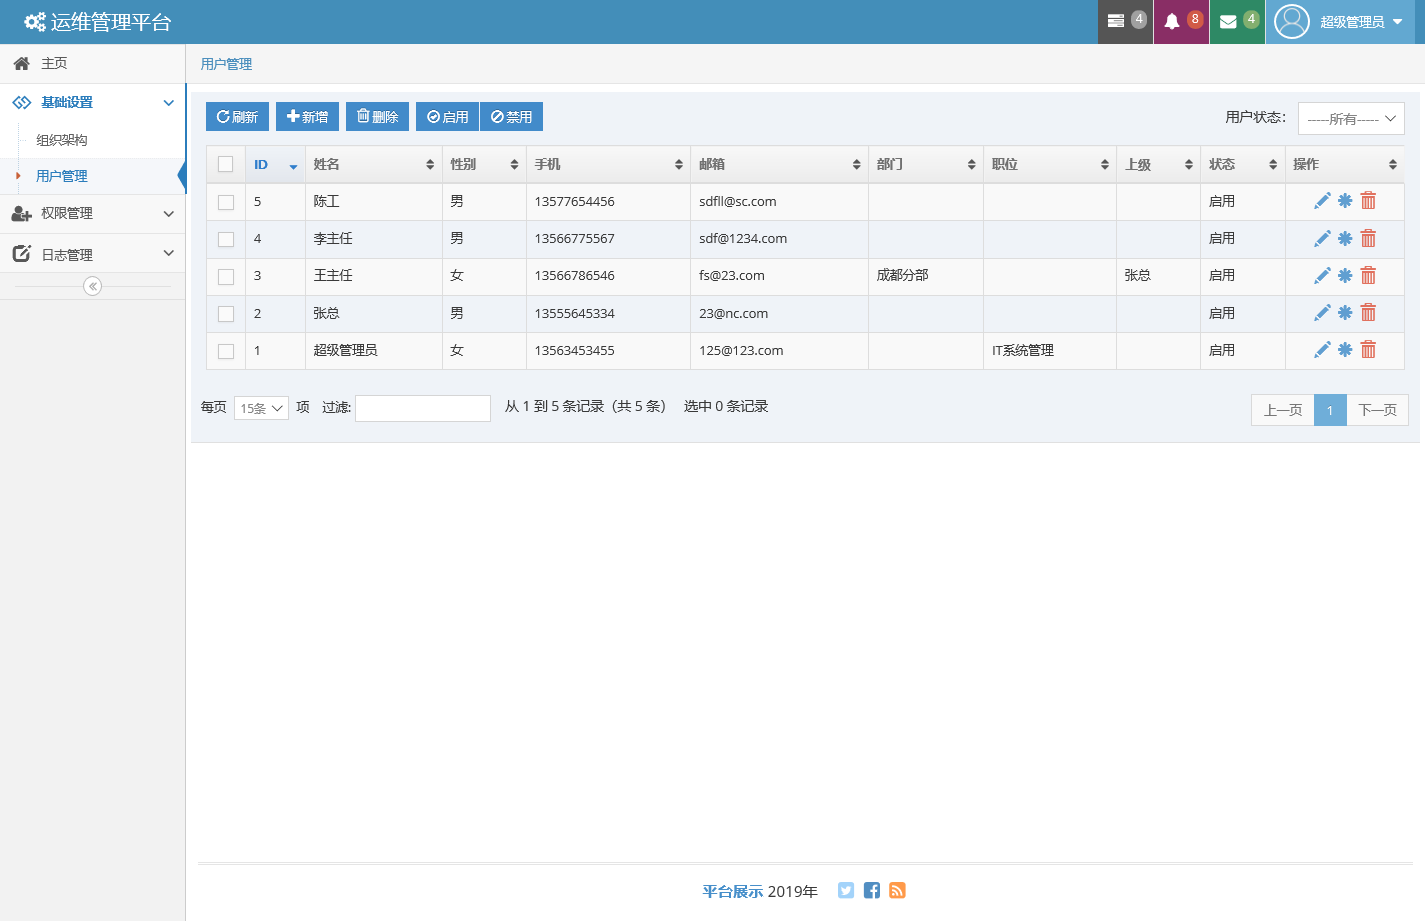 运维管理平台
4
8
4
超级管理员
主页
基础设置
组织架构
用户管理
权限管理
日志管理
用户管理
刷新 新增 删除 启用 禁用
用户状态: -----所有-----
ID 姓名 性别 手机 邮箱 部门 职位 上级 状态 操作
5 陈工 男 13577654456 sdfll@sc.com 启用
4 李主任 男 13566775567 sdf@1234.com 启用
3 王主任 女 13566786546 fs@23.com 成都分部 张总 启用
2 张总 男 13555645334 23@nc.com 启用
1 超级管理员 女 13563453455 125@123.com IT系统管理 启用
每页 15条 项 过滤: 从 1 到 5 条记录（共 5 条） 选中 0 条记录
上一页 1 下一页
平台展示 2019年